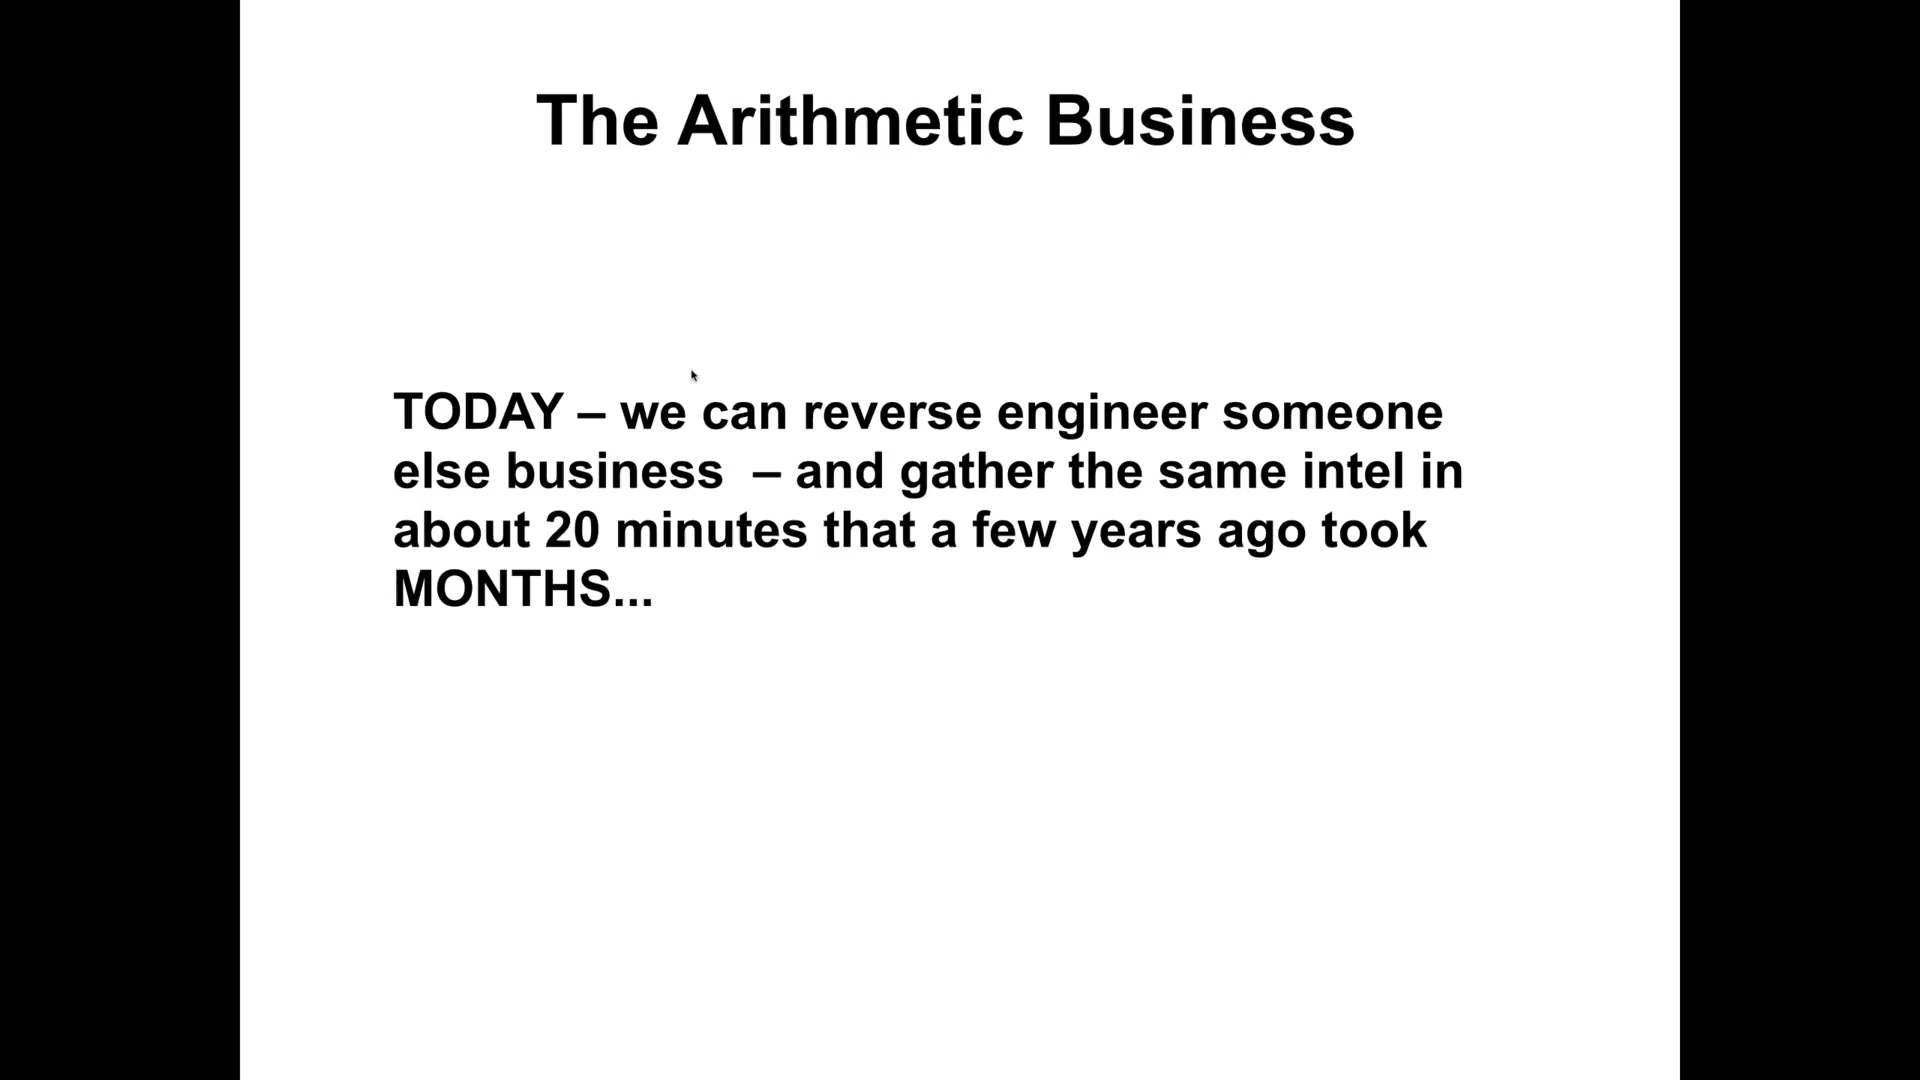 The Arithmetic Business
TODAY – we can reverse engineer someone
else business  – and gather the same intel in
about 20 minutes that a few years ago took
MONTHS...